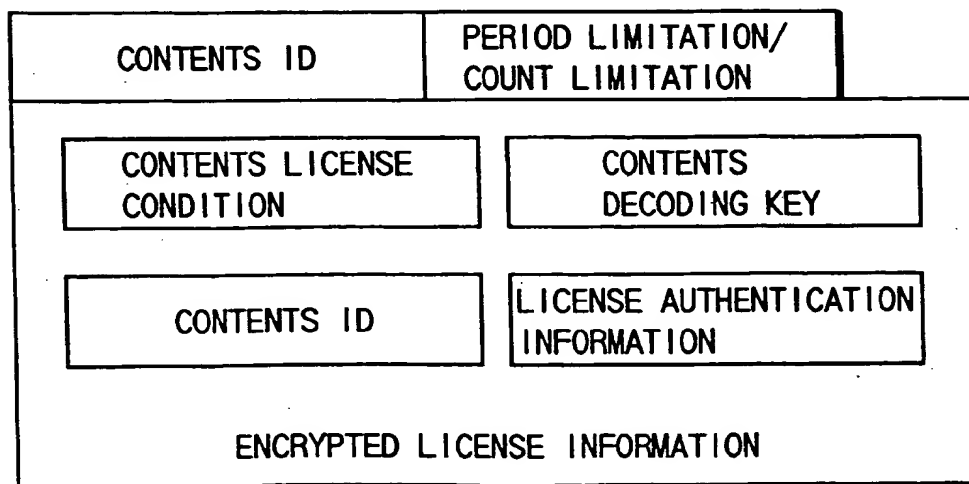 CONTENTS ID
PERIOD LIMITATION/
COUNT LIMITATION
CONTENTS LICENSE
CONDITION
CONTENTS
DECODING KEY
CONTENTS ID
LICENSE AUTHENTICATION
INFORMATION
ENCRYPTED LICENSE INFORMATION